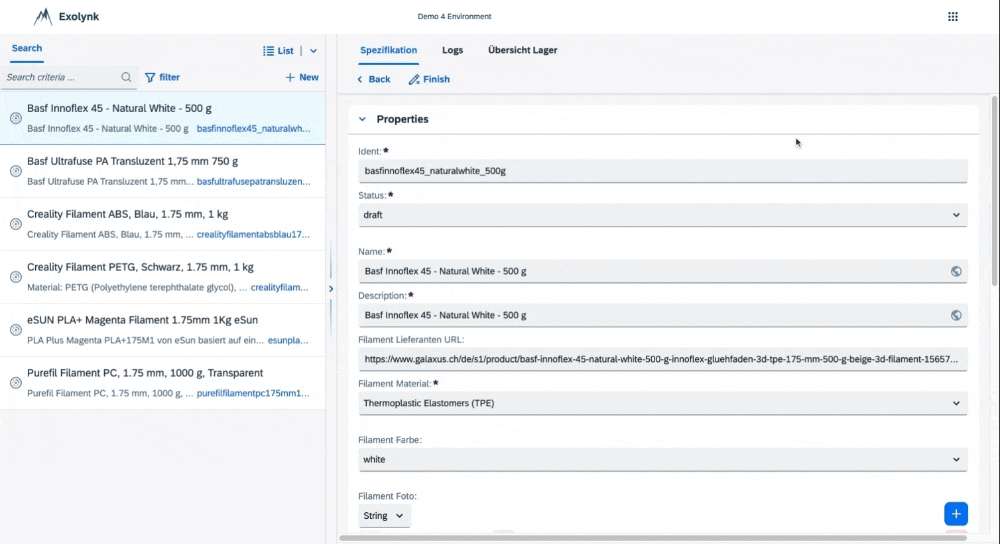 Exolynk
Demo 4 Environment
Search
List
Search criteria ...
filter
New
Basf Innoflex 45 - Natural White - 500 g
Basf Innoflex 45 - Natural White - 500 g basfinnoflex45_naturalwh...
Basf Ultrafuse PA Transluzent 1,75 mm 750 g
Basf Ultrafuse PA Transluzent 1,75 mm... basfultrafusepatransluzen...
Creality Filament ABS, Blau, 1.75 mm, 1 kg
Creality Filament ABS, Blau, 1.75 mm, ... crealityfilamentabsblau17...
Creality Filament PETG, Schwarz, 1.75 mm, 1 kg
Material: PETG (Polyethylene terephthalate glycol), ... crealityfilam...
eSUN PLA+ Magenta Filament 1.75mm 1Kg eSun
PLA Plus Magenta PLA+175M1 von eSun basiert auf ein... esunpla...
Purefil Filament PC, 1.75 mm, 1000 g, Transparent
Purefil Filament PC, 1.75 mm, 1000 g, ... purefilfilamentpc175mm1...
Spezifikation Logs Übersicht Lager
Back Finish
Properties
Ident: *
basfinnoflex45_naturalwhite_500g
Status: *
draft
Name: *
Basf Innoflex 45 - Natural White - 500 g
Description: *
Basf Innoflex 45 - Natural White - 500 g
Filament Lieferanten URL:
https://www.galaxus.ch/de/s1/product/basf-innoflex-45-natural-white-500-g-innoflex-gluehfaden-3d-tpe-175-mm-500-g-beige-3d-filament-15657...
Filament Material: *
Thermoplastic Elastomers (TPE)
Filament Farbe:
white
Filament Foto:
String